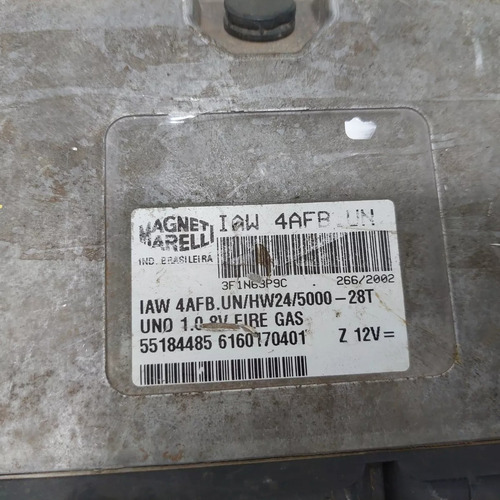 MAGNETI MARELLI
IAW 4AFB.UN
IND. BRASILEIRA
3F1N63P9C 266/2002
IAW 4AFB.UN/HW24/5000-28T
UNO 1.0 8V FIRE GAS
55184485 6160170401 Z 12V=